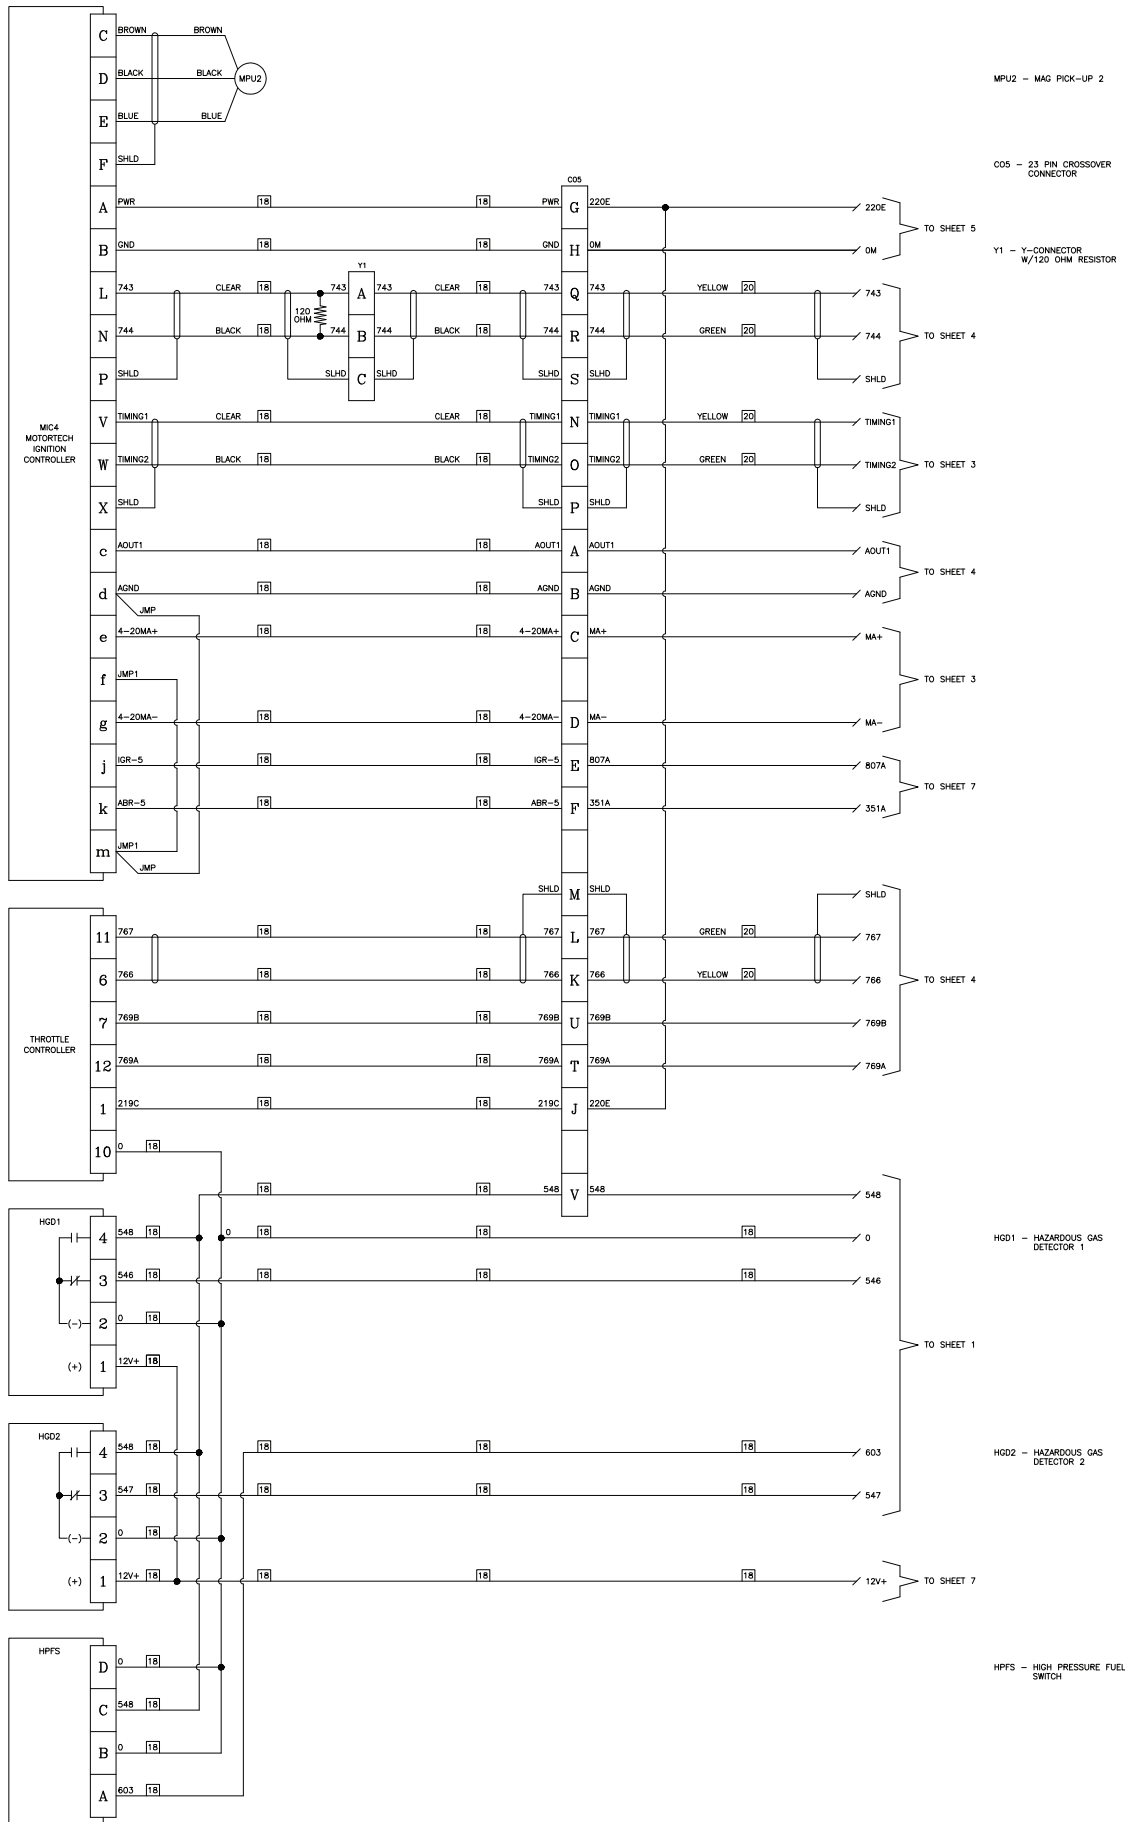 C BROWN BROWN
D BLACK BLACK MPU2 MPU2 – MAG PICK–UP 2
E BLUE BLUE
F SHLD CO5 – 23 PIN CROSSOVER
CONNECTOR
CO5
A PWR 18 18 PWR G 220E 220E
TO SHEET 5
B GND 18 18 GND H 0M 0M Y1 – Y–CONNECTOR
W/120 OHM RESISTOR
Y1
L 743 CLEAR 18 743 A 743 CLEAR 18 743 Q 743 YELLOW 20 743
120
OHM
N 744 BLACK 18 744 B 744 BLACK 18 744 R 744 GREEN 20 744 TO SHEET 4
P SHLD SLHD C SLHD SLHD S SLHD SHLD
MIC4
MOTORTECH
IGNITION
CONTROLLER
V TIMING1 CLEAR 18 CLEAR 18 TIMING1 N TIMING1 YELLOW 20 TIMING1
W TIMING2 BLACK 18 BLACK 18 TIMING2 O TIMING2 GREEN 20 TIMING2 TO SHEET 3
X SHLD SHLD P SHLD SHLD
c AOUT1 18 18 AOUT1 A AOUT1 AOUT1
TO SHEET 4
d AGND 18 18 AGND B AGND AGND
JMP
e 4–20MA+ 18 18 4–20MA+ C MA+ MA+
f JMP1 TO SHEET 3
g 4–20MA– 18 18 4–20MA– D MA– MA–
j IGR–5 18 18 IGR–5 E 807A 807A
TO SHEET 7
k ABR–5 18 18 ABR–5 F 351A 351A
m JMP1
JMP
SHLD M SHLD SHLD
11 767 18 18 767 L 767 GREEN 20 767
6 766 18 18 766 K 766 YELLOW 20 766 TO SHEET 4
THROTTLE
CONTROLLER
7 769B 18 18 769B U 769B 769B
12 769A 18 18 769A T 769A 769A
1 219C 18 18 219C J 220E
10 0 18
18 18 548 V 548 548
HGD1
4 548 18 0 18 18 18 0 HGD1 – HAZARDOUS GAS
DETECTOR 1
3 546 18 18 18 18 546
(–) 2 0 18
TO SHEET 1
(+) 1 12V+ 18
HGD2
4 548 18 18 18 18 603 HGD2 – HAZARDOUS GAS
DETECTOR 2
3 547 18 18 18 18 547
(–) 2 0 18
(+) 1 12V+ 18 18 18 18 12V+ TO SHEET 7
HPFS
D 0 18 HPFS – HIGH PRESSURE FUEL
SWITCH
C 548 18
B 0 18
A 603 18